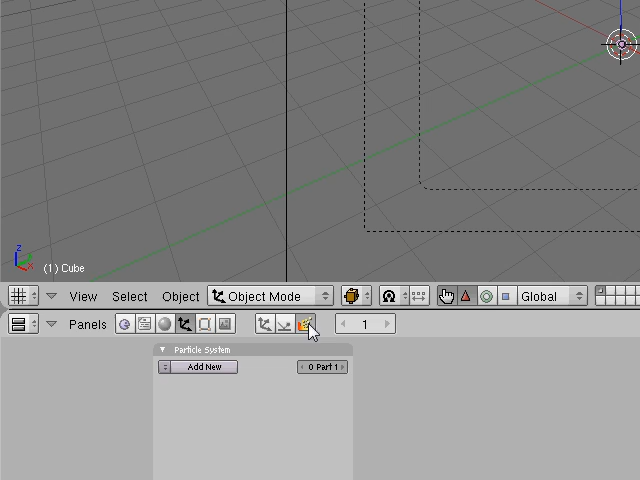 z
x
(1) Cube
View Select Object Object Mode Global
Panels 1
Particle System
Add New 0 Part 1